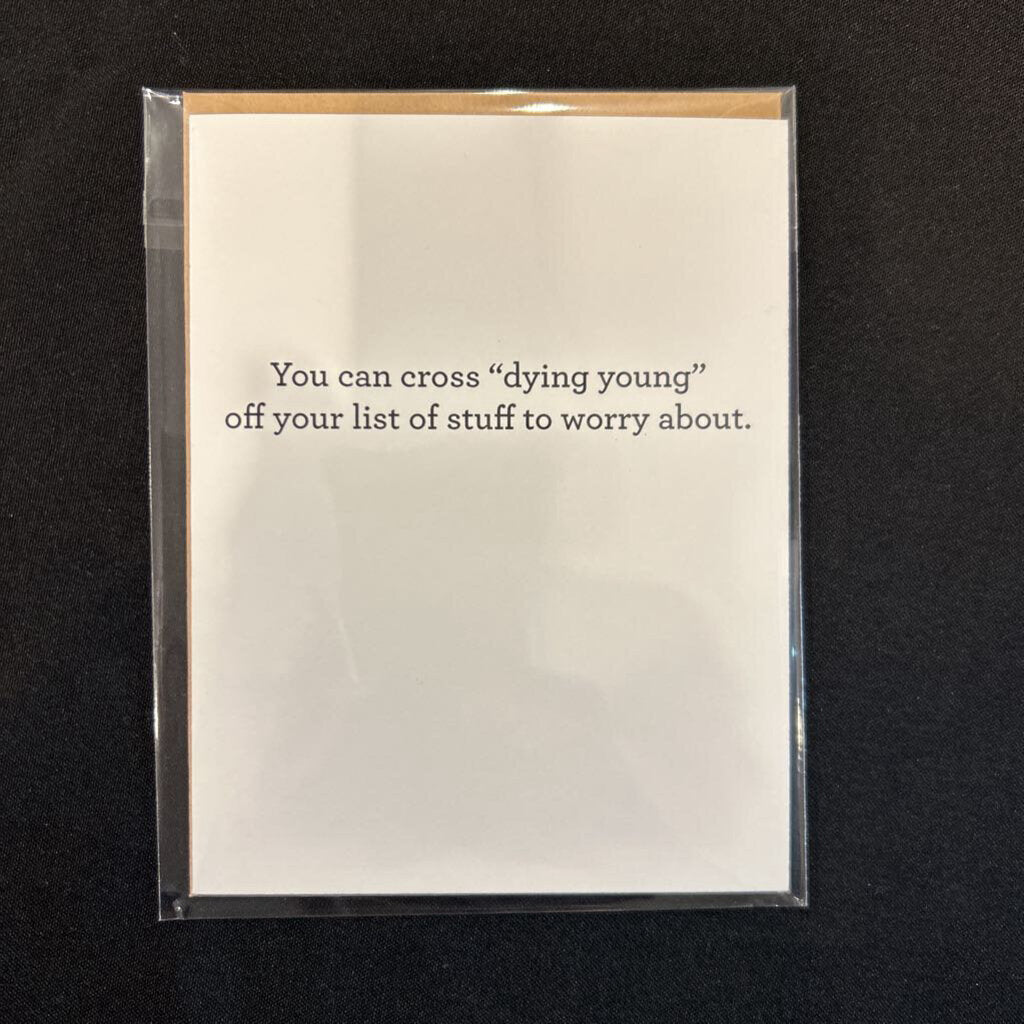 You can cross “dying young”
off your list of stuff to worry about.